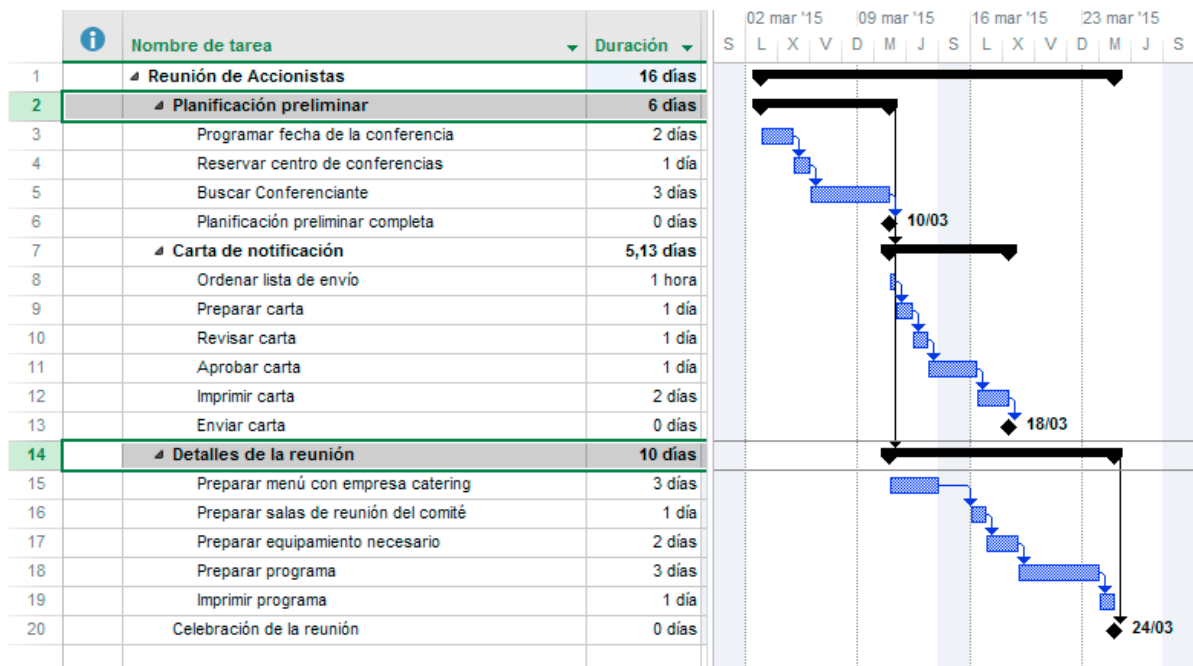 02 mar '15 09 mar '15 16 mar '15 23 mar '15
Nombre de tarea Duración S L X V D M J S L X V D M J S
1 Reunión de Accionistas 16 días
2 Planificación preliminar 6 días
3 Programar fecha de la conferencia 2 días
4 Reservar centro de conferencias 1 día
5 Buscar Conferenciante 3 días
6 Planificación preliminar completa 0 días 10/03
7 Carta de notificación 5,13 días
8 Ordenar lista de envío 1 hora
9 Preparar carta 1 día
10 Revisar carta 1 día
11 Aprobar carta 1 día
12 Imprimir carta 2 días
13 Enviar carta 0 días 18/03
14 Detalles de la reunión 10 días
15 Preparar menú con empresa catering 3 días
16 Preparar salas de reunión del comité 1 día
17 Preparar equipamiento necesario 2 días
18 Preparar programa 3 días
19 Imprimir programa 1 día
20 Celebración de la reunión 0 días 24/03